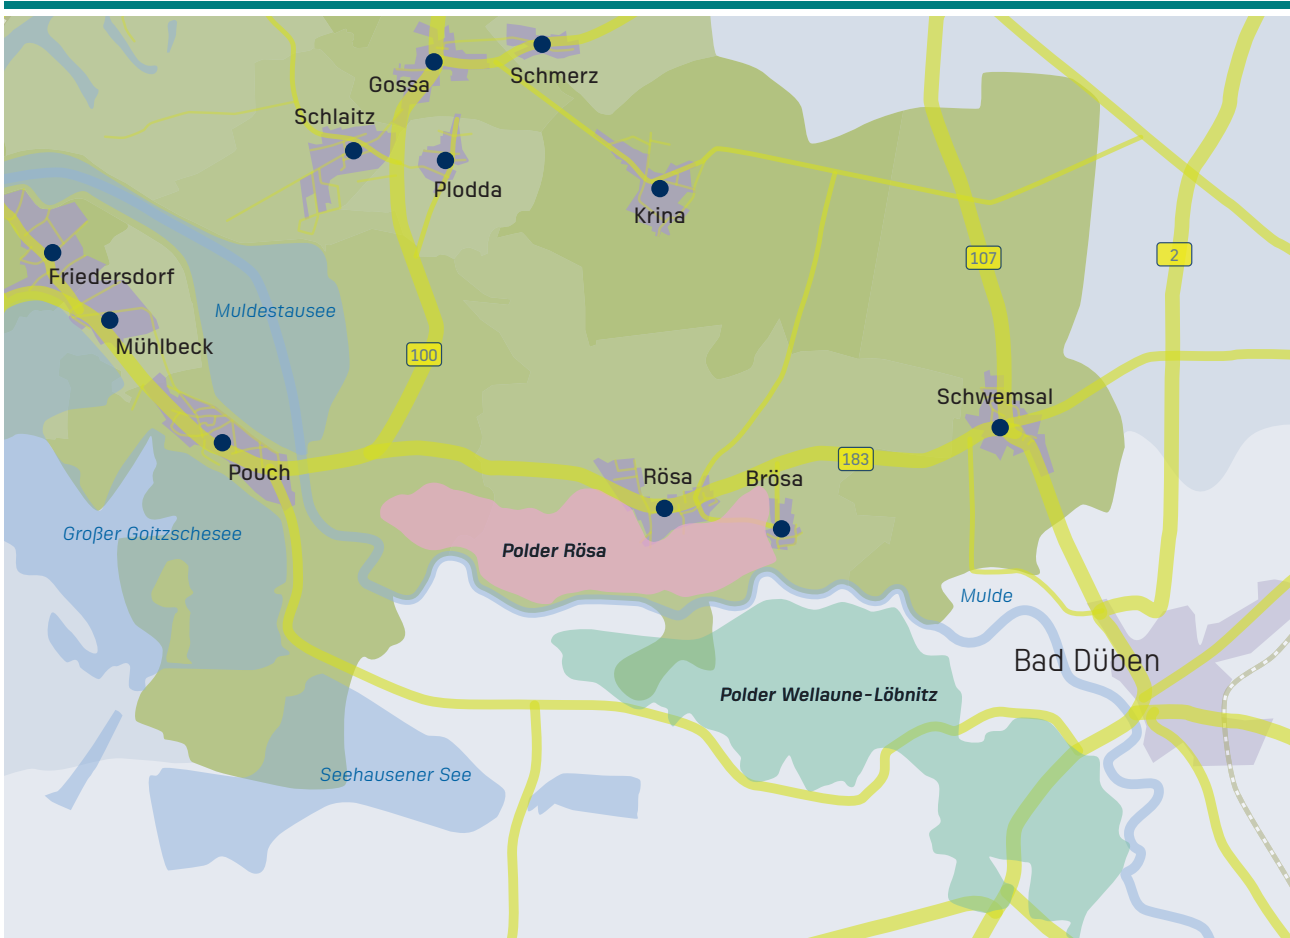 Schmerz
Gossa
Schlaitz
Plodda
Krina
107
2
Friedersdorf
Muldestausee
Mühlbeck
100
Schwemsal
183
Pouch
Rösa
Brösa
Großer Goitzschesee
Polder Rösa
Mulde
Bad Düben
Polder Wellaune-Löbnitz
Seehausener See